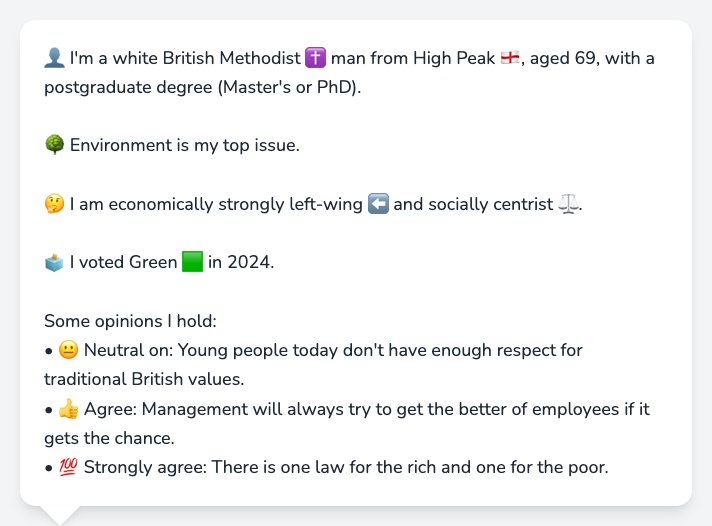 👤 I'm a white British Methodist ✝️ man from High Peak 🏴󠁧󠁢󠁥󠁮󠁧󠁿, aged 69, with a
postgraduate degree (Master's or PhD).
🌳 Environment is my top issue.
🤔 I am economically strongly left-wing ⬅️ and socially centrist ⚖️.
🗳️ I voted Green 🟩 in 2024.
Some opinions I hold:
• 😐 Neutral on: Young people today don't have enough respect for
traditional British values.
• 👍 Agree: Management will always try to get the better of employees if it
gets the chance.
• 💯 Strongly agree: There is one law for the rich and one for the poor.